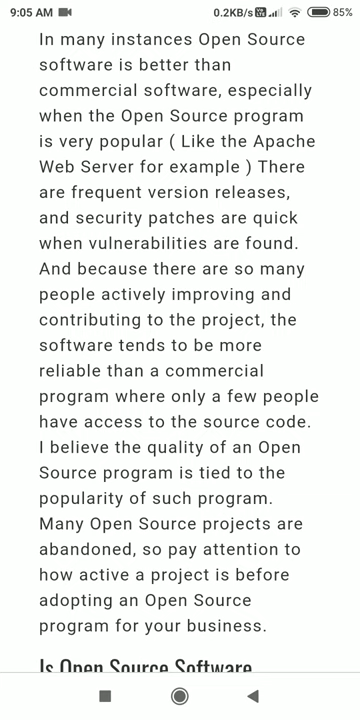 9:05 AM 0.2KB/s 85%
In many instances Open Source
software is better than
commercial software, especially
when the Open Source program
is very popular ( Like the Apache
Web Server for example ) There
are frequent version releases,
and security patches are quick
when vulnerabilities are found.
And because there are so many
people actively improving and
contributing to the project, the
software tends to be more
reliable than a commercial
program where only a few people
have access to the source code.
I believe the quality of an Open
Source program is tied to the
popularity of such program.
Many Open Source projects are
abandoned, so pay attention to
how active a project is before
adopting an Open Source
program for your business.
Is Open Source Software